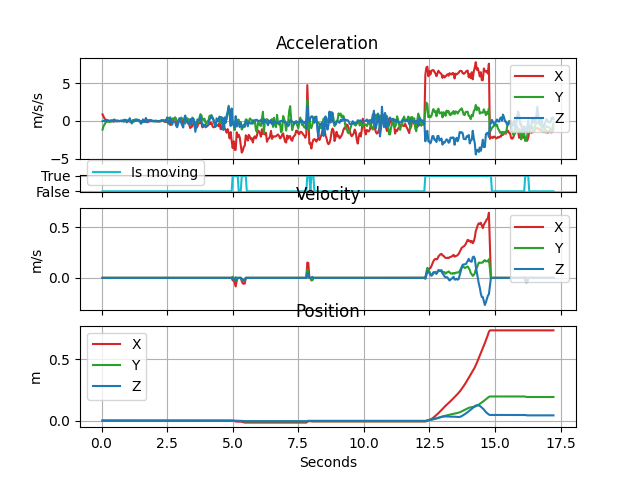 Acceleration
m/s/s
5
0
−5
X
Y
Z
True
False
Is moving
Velocity
m/s
0.5
0.0
X
Y
Z
Position
m
0.5
0.0
X
Y
Z
0.0 2.5 5.0 7.5 10.0 12.5 15.0 17.5
Seconds